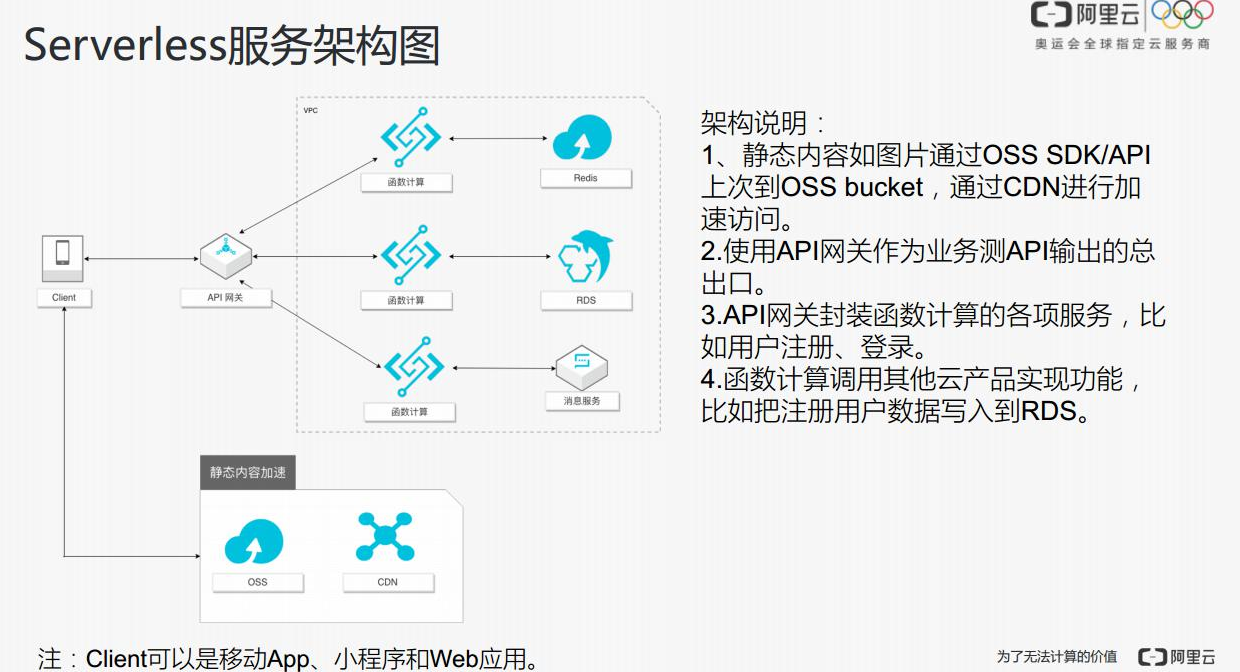 Serverless服务架构图
阿里云
奥运会全球指定云服务商
VPC
函数计算
Redis
Client
API 网关
函数计算
RDS
函数计算
消息服务
静态内容加速
OSS
CDN
架构说明：
1、静态内容如图片通过OSS SDK/API
上次到OSS bucket，通过CDN进行加
速访问。
2.使用API网关作为业务测API输出的总
出口。
3.API网关封装函数计算的各项服务，比
如用户注册、登录。
4.函数计算调用其他云产品实现功能，
比如把注册用户数据写入到RDS。
注：Client可以是移动App、小程序和Web应用。
为了无法计算的价值
阿里云